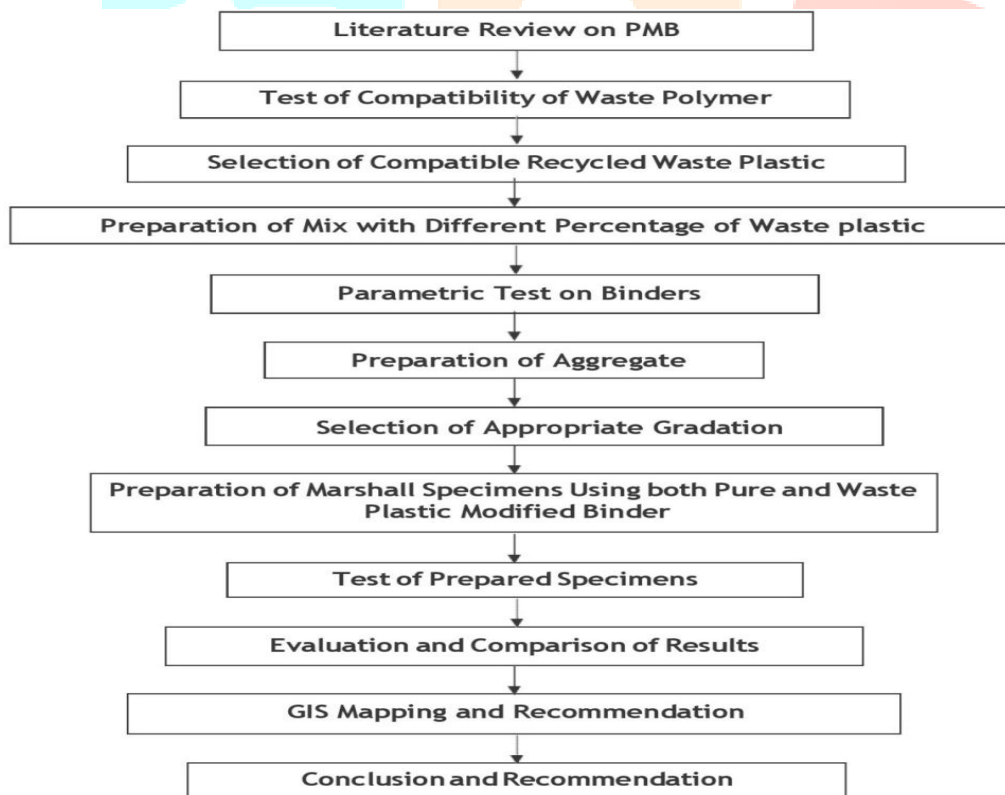 Literature Review on PMB
Test of Compatibility of Waste Polymer
Selection of Compatible Recycled Waste Plastic
Preparation of Mix with Different Percentage of Waste plastic
Parametric Test on Binders
Preparation of Aggregate
Selection of Appropriate Gradation
Preparation of Marshall Specimens Using both Pure and Waste
Plastic Modified Binder
Test of Prepared Specimens
Evaluation and Comparison of Results
GIS Mapping and Recommendation
Conclusion and Recommendation